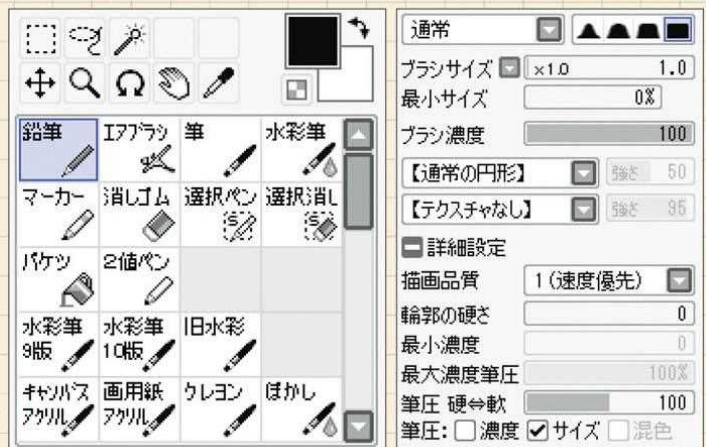 鉛筆 エアブラシ 筆 水彩筆
マーカー 消しゴム 選択ペン 選択消し
バケツ 2値ペン
水彩筆 水彩筆 旧水彩
9版 10版
キャンバス 画用紙 クレヨン ぼかし
アクリル アクリル
通常
ブラシサイズ ×1.0 1.0
最小サイズ 0%
ブラシ濃度 100
【通常の円形】 強さ 50
【テクスチャなし】 強さ 95
詳細設定
描画品質 1(速度優先)
輪郭の硬さ 0
最小濃度 0
最大濃度筆圧 100%
筆圧 硬⇔軟 100
筆圧: 濃度 サイズ 混色